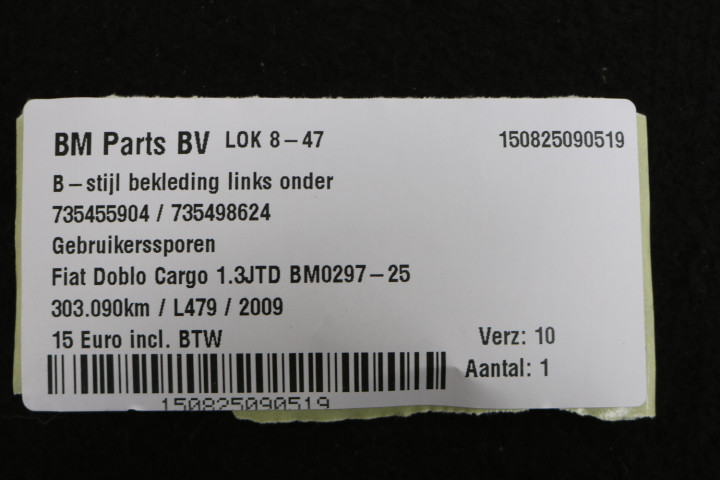 BM Parts BV LOK 8-47 150825090519
B-stijl bekleding links onder
735455904 / 735498624
Gebruikerssporen
Fiat Doblo Cargo 1.3JTD BM0297-25
303.090km / L479 / 2009
15 Euro incl. BTW Verz: 10
Aantal: 1
150825090519